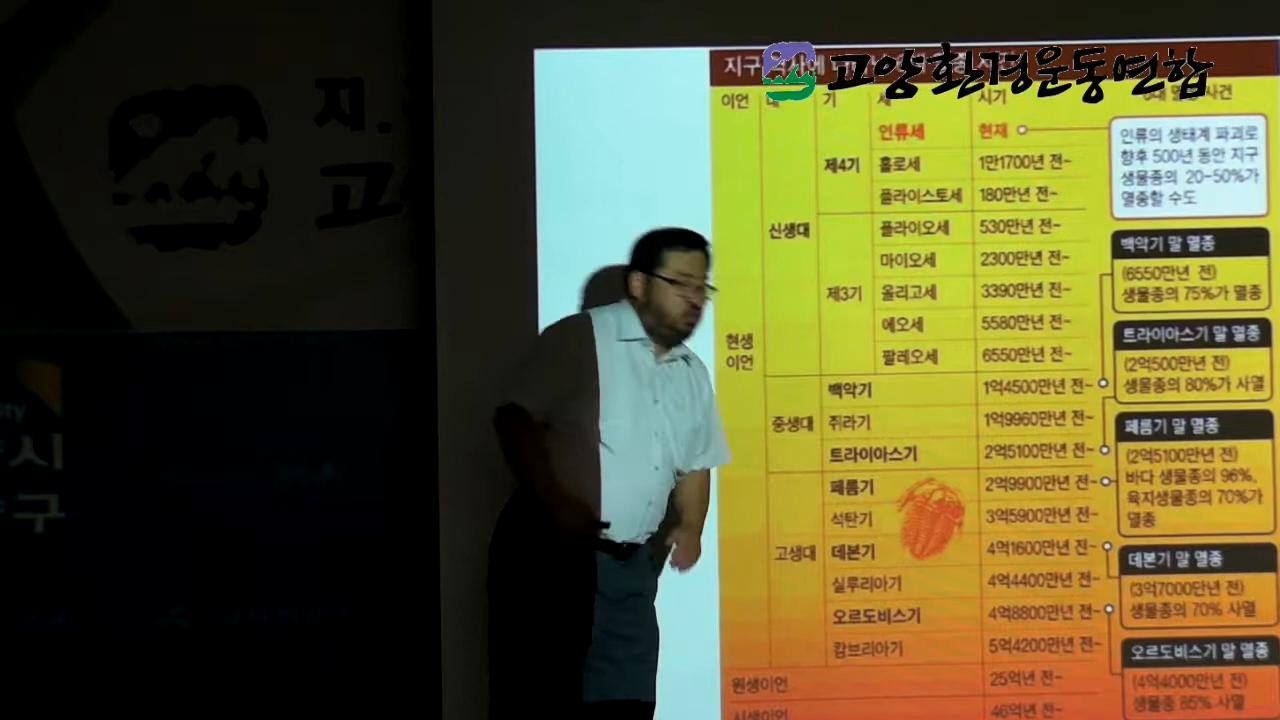 고양환경운동연합
지구
이언 대 기 세 시기
인류세 현재
제4기 홀로세 1만1700년 전~
플라이스토세 180만년 전~
신생대 플라이오세 530만년 전~
마이오세 2300만년 전~
제3기 올리고세 3390만년 전~
에오세 5580만년 전~
팔레오세 6550만년 전~
현생
이언
백악기 1억4500만년 전~
중생대 쥐라기 1억9960만년 전~
트라이아스기 2억5100만년 전~
페름기 2억9900만년 전~
석탄기 3억5900만년 전~
고생대 데본기 4억1600만년 전~
실루리아기 4억4400만년 전~
오르도비스기 4억8800만년 전~
캄브리아기 5억4200만년 전~
원생이언 25억년 전~
시생이언 46억년 전~
인류의 생태계 파괴로
향후 500년 동안 지구
생물종의 20-50%가
멸종할 수도
백악기 말 멸종
(6550만년 전)
생물종의 75%가 멸종
트라이아스기 말 멸종
(2억500만년 전)
생물종의 80%가 사멸
페름기 말 멸종
(2억5100만년 전)
바다 생물종의 96%,
육지생물종의 70%가
멸종
데본기 말 멸종
(3억7000만년 전)
생물종의 70% 사멸
오르도비스기 말 멸종
(4억4000만년 전)
생물종 85% 사멸
지.
고
시
구